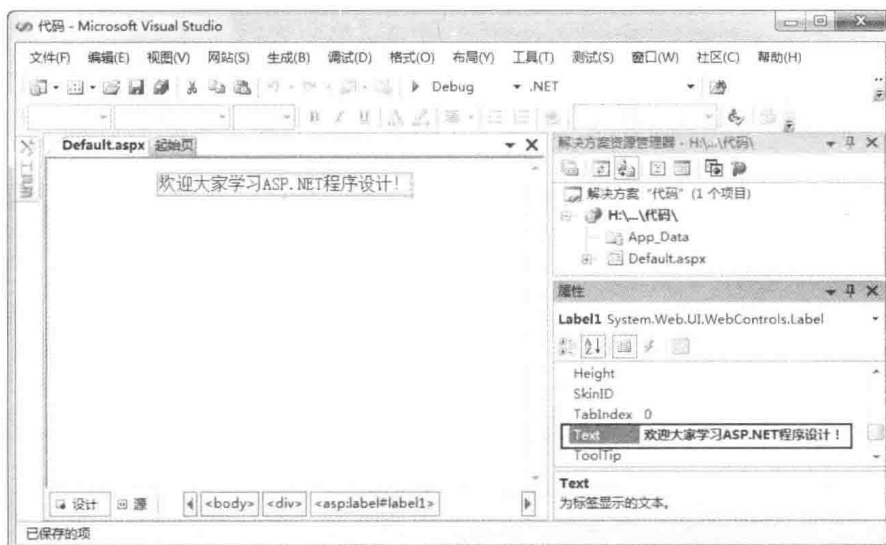 代码 - Microsoft Visual Studio
文件(F) 编辑(E) 视图(V) 网站(S) 生成(B) 调试(D) 格式(O) 布局(Y) 工具(T) 测试(S) 窗口(W) 社区(C) 帮助(H)
Debug .NET
B I U A
工具箱
Default.aspx 起始页
欢迎大家学习ASP.NET程序设计！
设计 源 <body> <div> <asp:label#label1>
解决方案资源管理器 - H:\...\代码\
解决方案 "代码" (1 个项目)
H:\...\代码\
App_Data
Default.aspx
属性
Label1 System.Web.UI.WebControls.Label
Height
SkinID
TabIndex 0
Text 欢迎大家学习ASP.NET程序设计！
ToolTip
Text
为标签显示的文本。
已保存的项